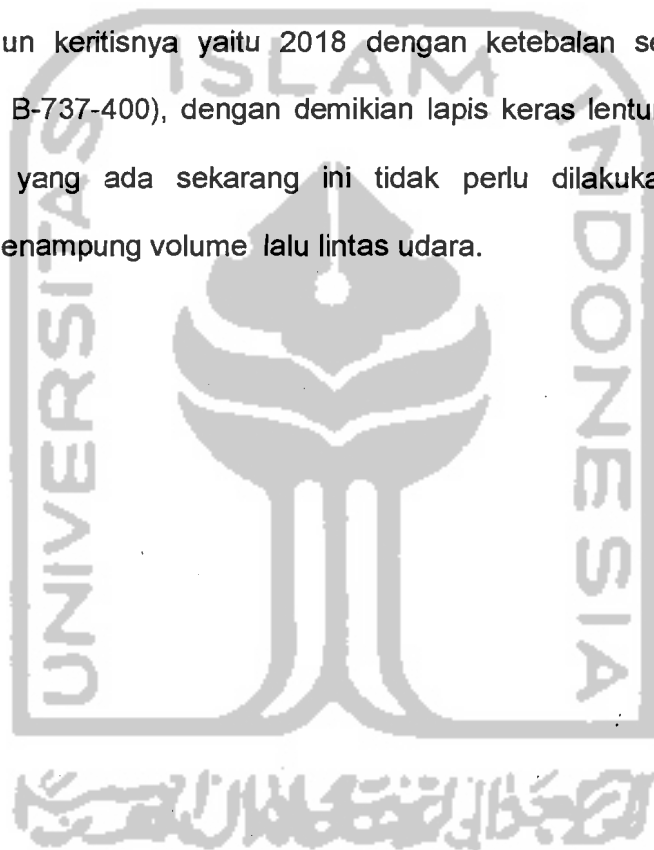 un keritisnya yaitu 2018 dengan ketebalan se
B-737-400), dengan demikian lapis keras lentu
yang ada sekarang ini tidak perlu dilakuka
enampung volume lalu lintas udara.
ISLAM
UNIVERSITAS
INDONESIA